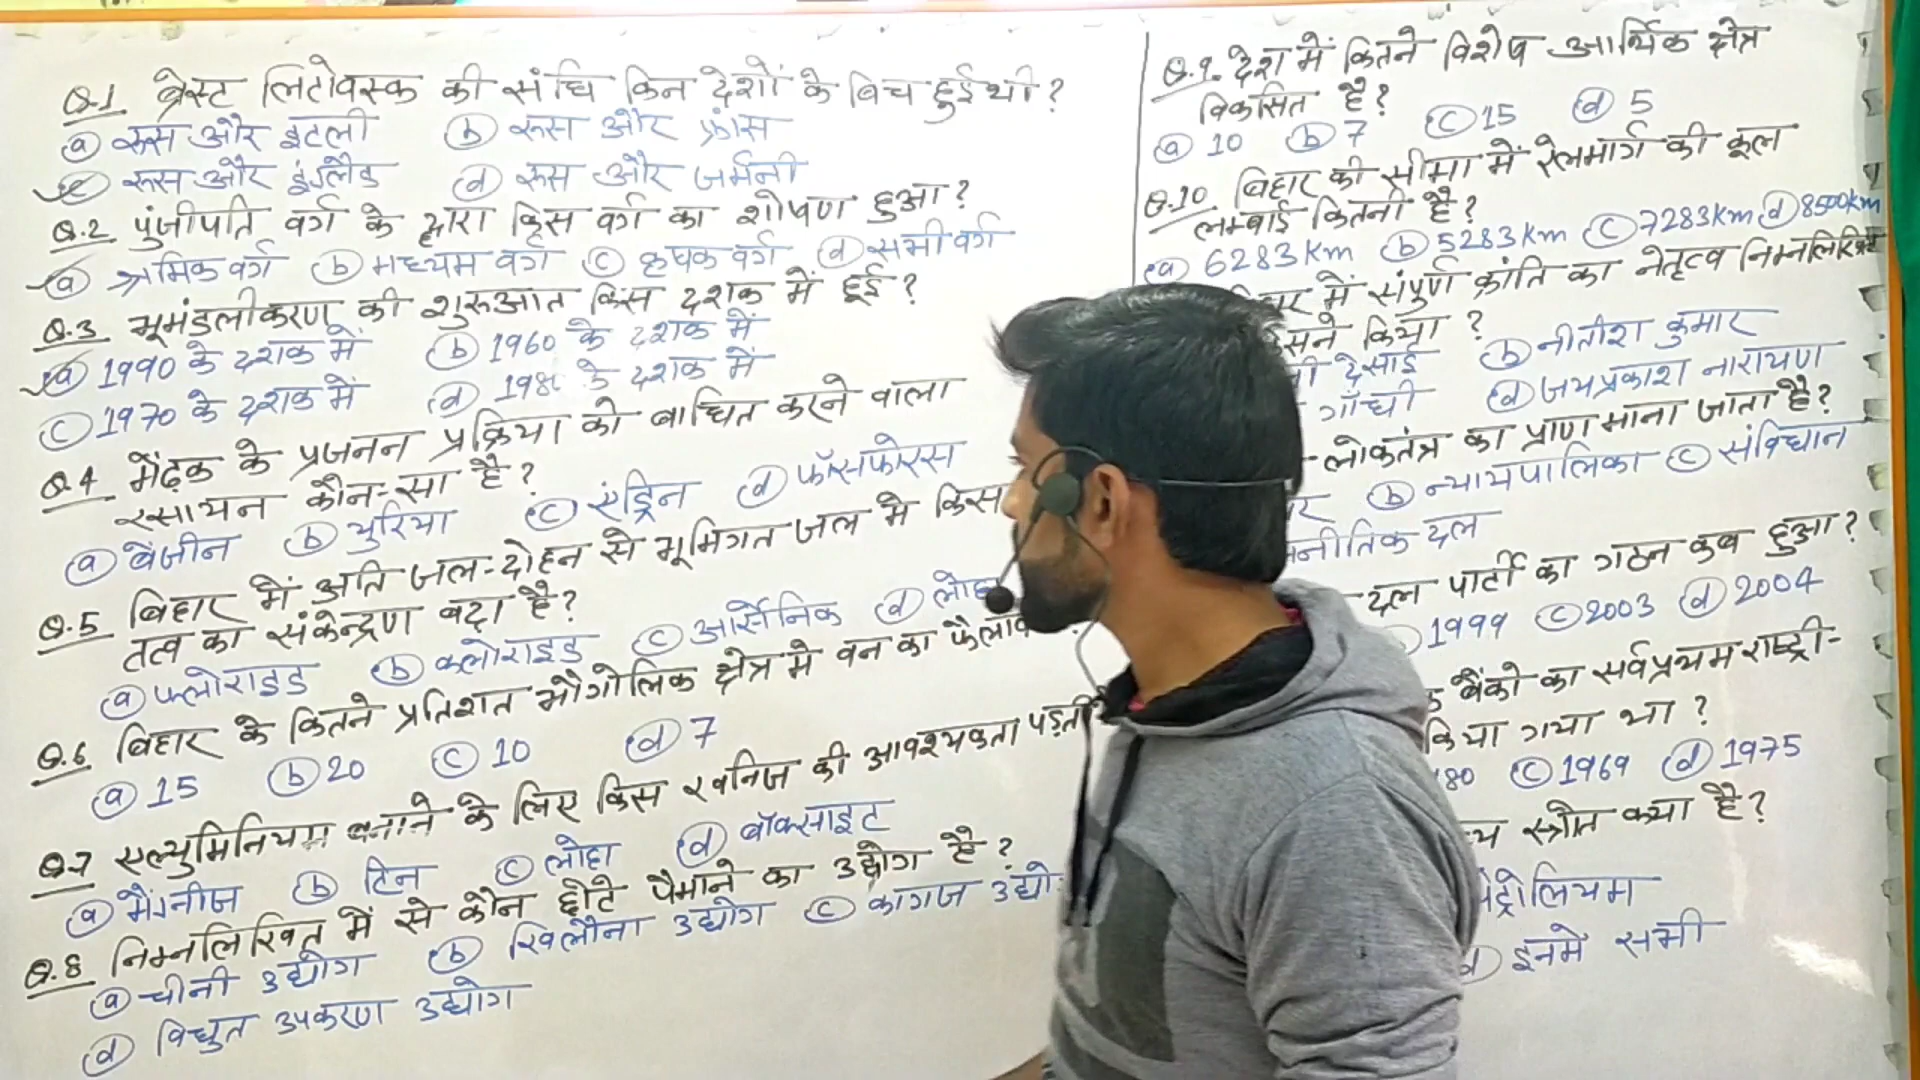 Q.1 ब्रेस्ट लिटोवस्क की संधि किन देशों के बिच हुई थी?
(a) रूस और इटली (b) रूस और फ्रांस
(c) रूस और इंग्लैंड (d) रूस और जर्मनी
Q.2 पुंजीपति वर्ग के द्वारा किस वर्ग का शोषण हुआ?
(a) श्रमिक वर्ग (b) मध्यम वर्ग (c) कृषक वर्ग (d) सभी वर्ग
Q.3 भूमंडलीकरण की शुरुआत किस दशक में हुई?
(a) 1990 के दशक में (b) 1960 के दशक में
(c) 1970 के दशक में (d) 198 के दशक में
Q.4 मेंढ़क के प्रजनन प्रक्रिया को बाधित करने वाला
रसायन कौन-सा है?
(a) बेंजीन (b) युरिया (c) एंड्रिन (d) फॉसफोरस
Q.5 बिहार में अति जल-दोहन से भूमिगत जल मे किस
तत्व का संकेन्द्रण बढ़ा है?
(a) फ्लोराइड (b) क्लोराइड (c) आर्सेनिक (d) लोह
Q.6 बिहार के कितने प्रतिशत भौगोलिक क्षेत्र मे वन का फैलाव ?
(a) 15 (b) 20 (c) 10 (d) 7
Q.7 एल्युमिनियम बनाने के लिए किस खनिज की आवश्यकता पड़ती
(a) मैंगनीज (b) टिन (c) लोहा (d) बॉक्साइट
Q.8 निम्नलिखित में से कौन छोटे पैमाने का उद्योग है?
(a) चीनी उद्योग (b) खिलौना उद्योग (c) कागज उद्यो
(d) विद्युत उपकरण उद्योग
Q.9. देश में कितने विशेष आर्थिक क्षेत्र
विकसित है?
(a) 10 (b) 7 (c) 15 (d) 5
Q.10 बिहार की सीमा में रेलमार्ग की कूल
लम्बाई कितनी है?
(a) 6283 Km (b) 5283 Km (c) 7283 Km (d) 8500 Km
में संपुर्ण क्रांति का नेतृत्व निम्नलिखित
किया ?
देसाई (b) नीतीश कुमार
गाँधी (d) जयप्रकाश नारायण
लोकतंत्र का प्राण माना जाता है?
(b) न्यायपालिका (c) संविधान
दल
दल पार्टी का गठन कब हुआ?
1999 (c) 2003 (d) 2004
बैंको का सर्वप्रथम राष्ट्री-
किया गया था ?
80 (c) 1969 (d) 1975
स्त्रौत क्या है?
पेट्रोलियम
(d) इनमे सभी